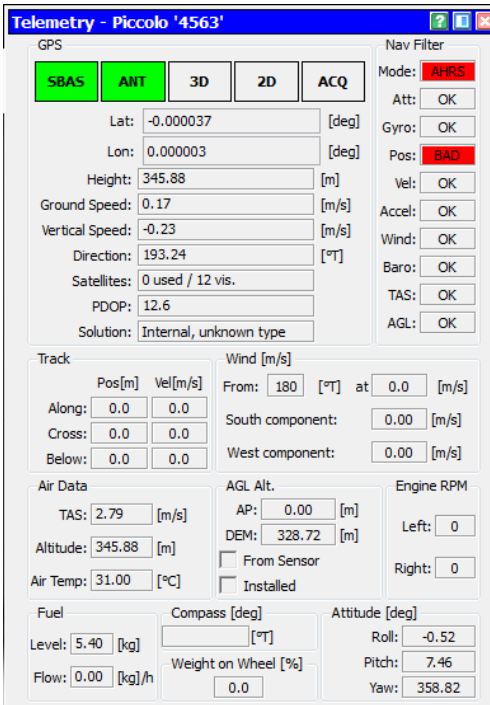 Telemetry - Piccolo '4563'
GPS
SBAS ANT 3D 2D ACQ
Lat: -0.000037 [deg]
Lon: 0.000003 [deg]
Height: 345.88 [m]
Ground Speed: 0.17 [m/s]
Vertical Speed: -0.23 [m/s]
Direction: 193.24 [°T]
Satellites: 0 used / 12 vis.
PDOP: 12.6
Solution: Internal, unknown type
Nav Filter
Mode: AHRS
Att: OK
Gyro: OK
Pos: BAD
Vel: OK
Accel: OK
Wind: OK
Baro: OK
TAS: OK
AGL: OK
Track
Pos[m] Vel[m/s]
Along: 0.0 0.0
Cross: 0.0 0.0
Below: 0.0 0.0
Wind [m/s]
From: 180 [°T] at 0.0 [m/s]
South component: 0.00 [m/s]
West component: 0.00 [m/s]
Air Data
TAS: 2.79 [m/s]
Altitude: 345.88 [m]
Air Temp: 31.00 [°C]
AGL Alt.
AP: 0.00 [m]
DEM: 328.72 [m]
From Sensor
Installed
Engine RPM
Left: 0
Right: 0
Fuel
Level: 5.40 [kg]
Flow: 0.00 [kg]/h
Compass [deg]
[°T]
Weight on Wheel [%]
0.0
Attitude [deg]
Roll: -0.52
Pitch: 7.46
Yaw: 358.82